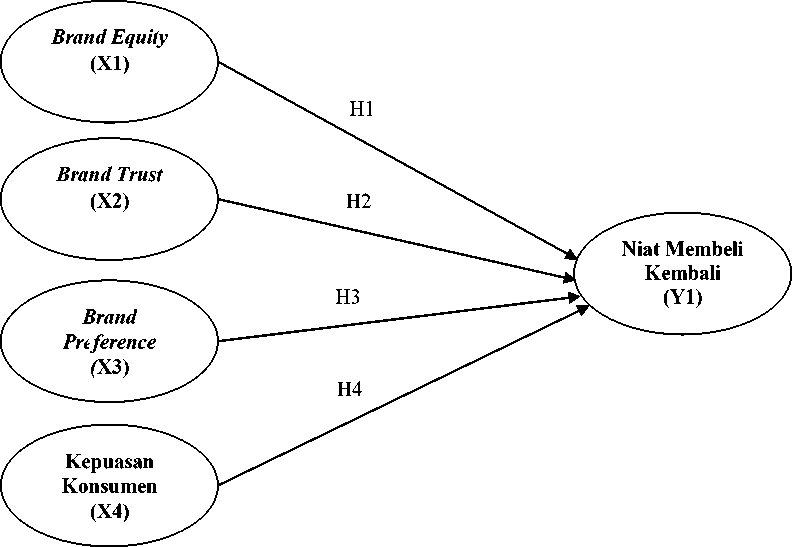 Brand Equity
(X1)
H1
Brand Trust
(X2)
H2
Niat Membeli
Kembali
(Y1)
Brand
Preference
(X3)
H3
H4
Kepuasan
Konsumen
(X4)